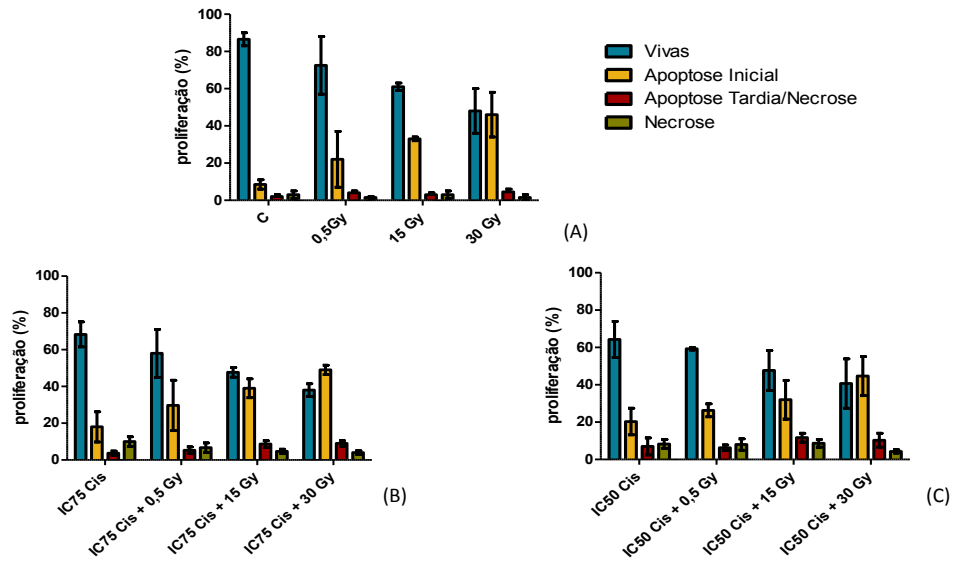 100
80
60
40
20
0
proliferação (%)
C
0,5Gy
15 Gy
30 Gy
(A)
Vivas
Apoptose Inicial
Apoptose Tardia/Necrose
Necrose
100
80
60
40
20
0
proliferação (%)
IC75 Cis
IC75 Cis + 0,5 Gy
IC75 Cis + 15 Gy
IC75 Cis + 30 Gy
(B)
100
80
60
40
20
0
proliferação (%)
IC50 Cis
IC50 Cis + 0,5 Gy
IC50 Cis + 15 Gy
IC50 Cis + 30 Gy
(C)